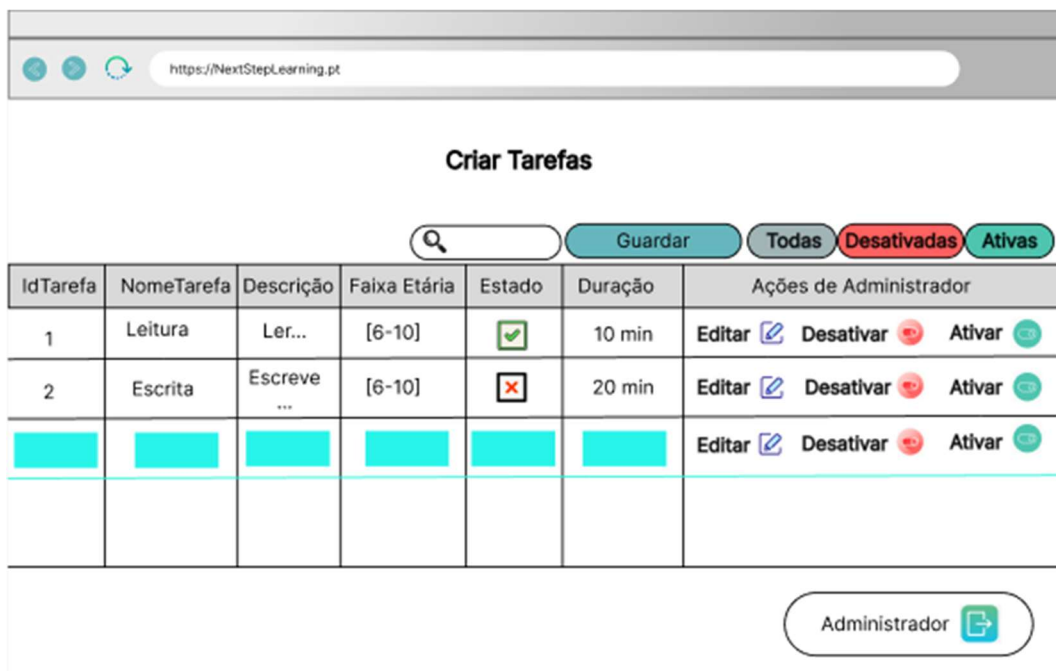 https://NextStepLearning.pt
Criar Tarefas
Guardar Todas Desativadas Ativas
IdTarefa NomeTarefa Descrição Faixa Etária Estado Duração Ações de Administrador
1 Leitura Ler... [6-10] 10 min Editar Desativar Ativar
2 Escrita Escreve ... [6-10] 20 min Editar Desativar Ativar
Editar Desativar Ativar
Administrador